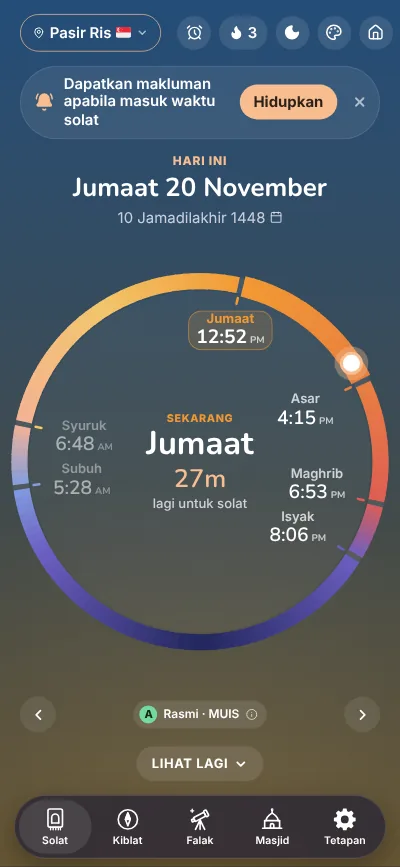 Pasir Ris
3
Dapatkan makluman
apabila masuk waktu
solat
Hidupkan
HARI INI
Jumaat 20 November
10 Jamadilakhir 1448
Jumaat
12:52 PM
Asar
4:15 PM
Syuruk
6:48 AM
Subuh
5:28 AM
SEKARANG
Jumaat
27m
lagi untuk solat
Maghrib
6:53 PM
Isyak
8:06 PM
A Rasmi · MUIS
LIHAT LAGI
Solat
Kiblat
Falak
Masjid
Tetapan